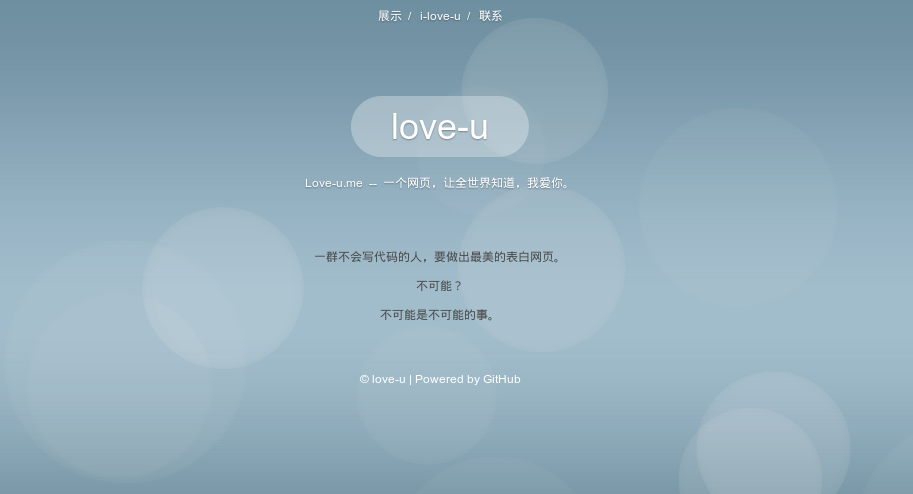 展示 / i-love-u / 联系
love-u
Love-u.me -- 一个网页，让全世界知道，我爱你。
一群不会写代码的人，要做出最美的表白网页。
不可能？
不可能是不可能的事。
© love-u | Powered by GitHub